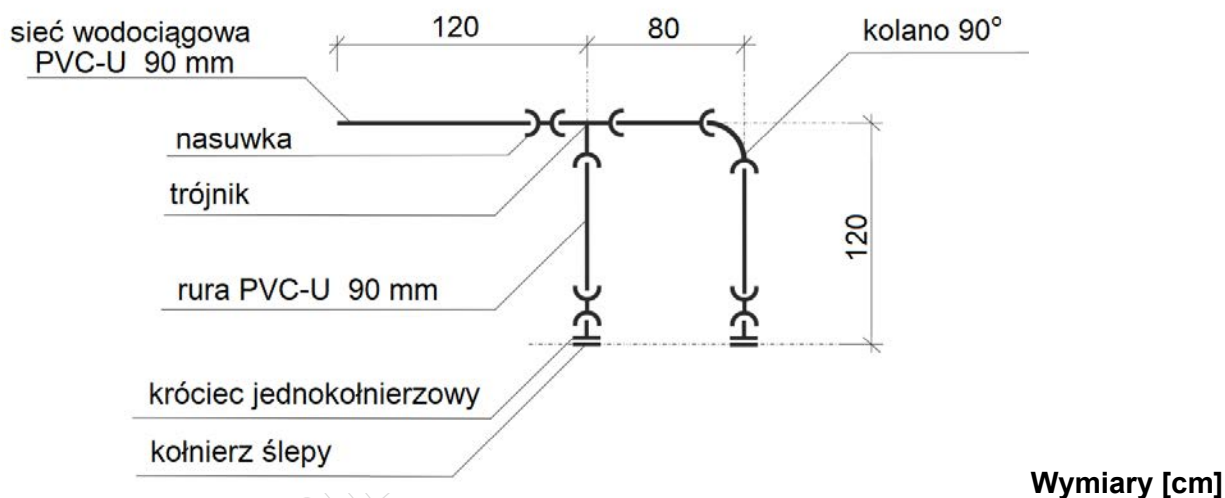 sieć wodociągowa
PVC-U 90 mm
120
80
kolano 90°
nasuwka
trójnik
120
rura PVC-U 90 mm
króciec jednokołnierzowy
kołnierz ślepy
Wymiary [cm]